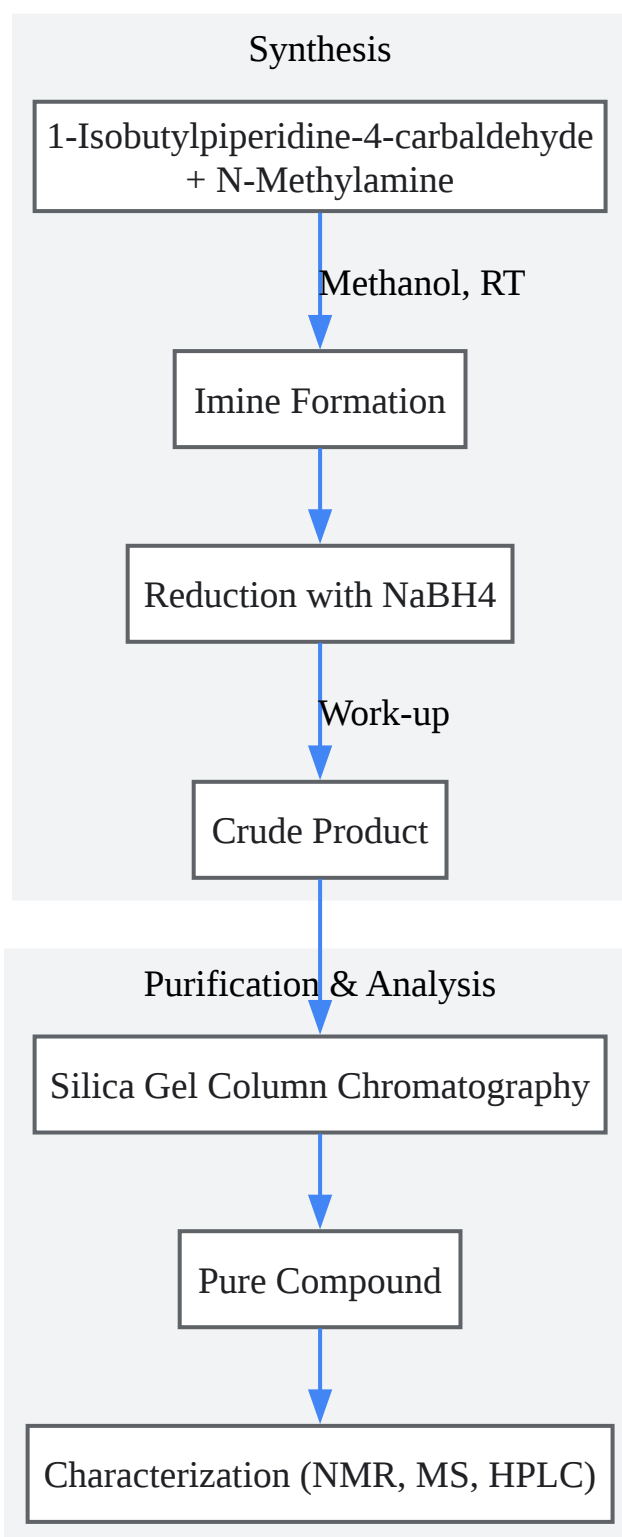 Synthesis
1-Isobutylpiperidine-4-carbaldehyde
+ N-Methylamine
Methanol, RT
Imine Formation
Reduction with NaBH4
Work-up
Crude Product
Purification & Analysis
Silica Gel Column Chromatography
Pure Compound
Characterization (NMR, MS, HPLC)